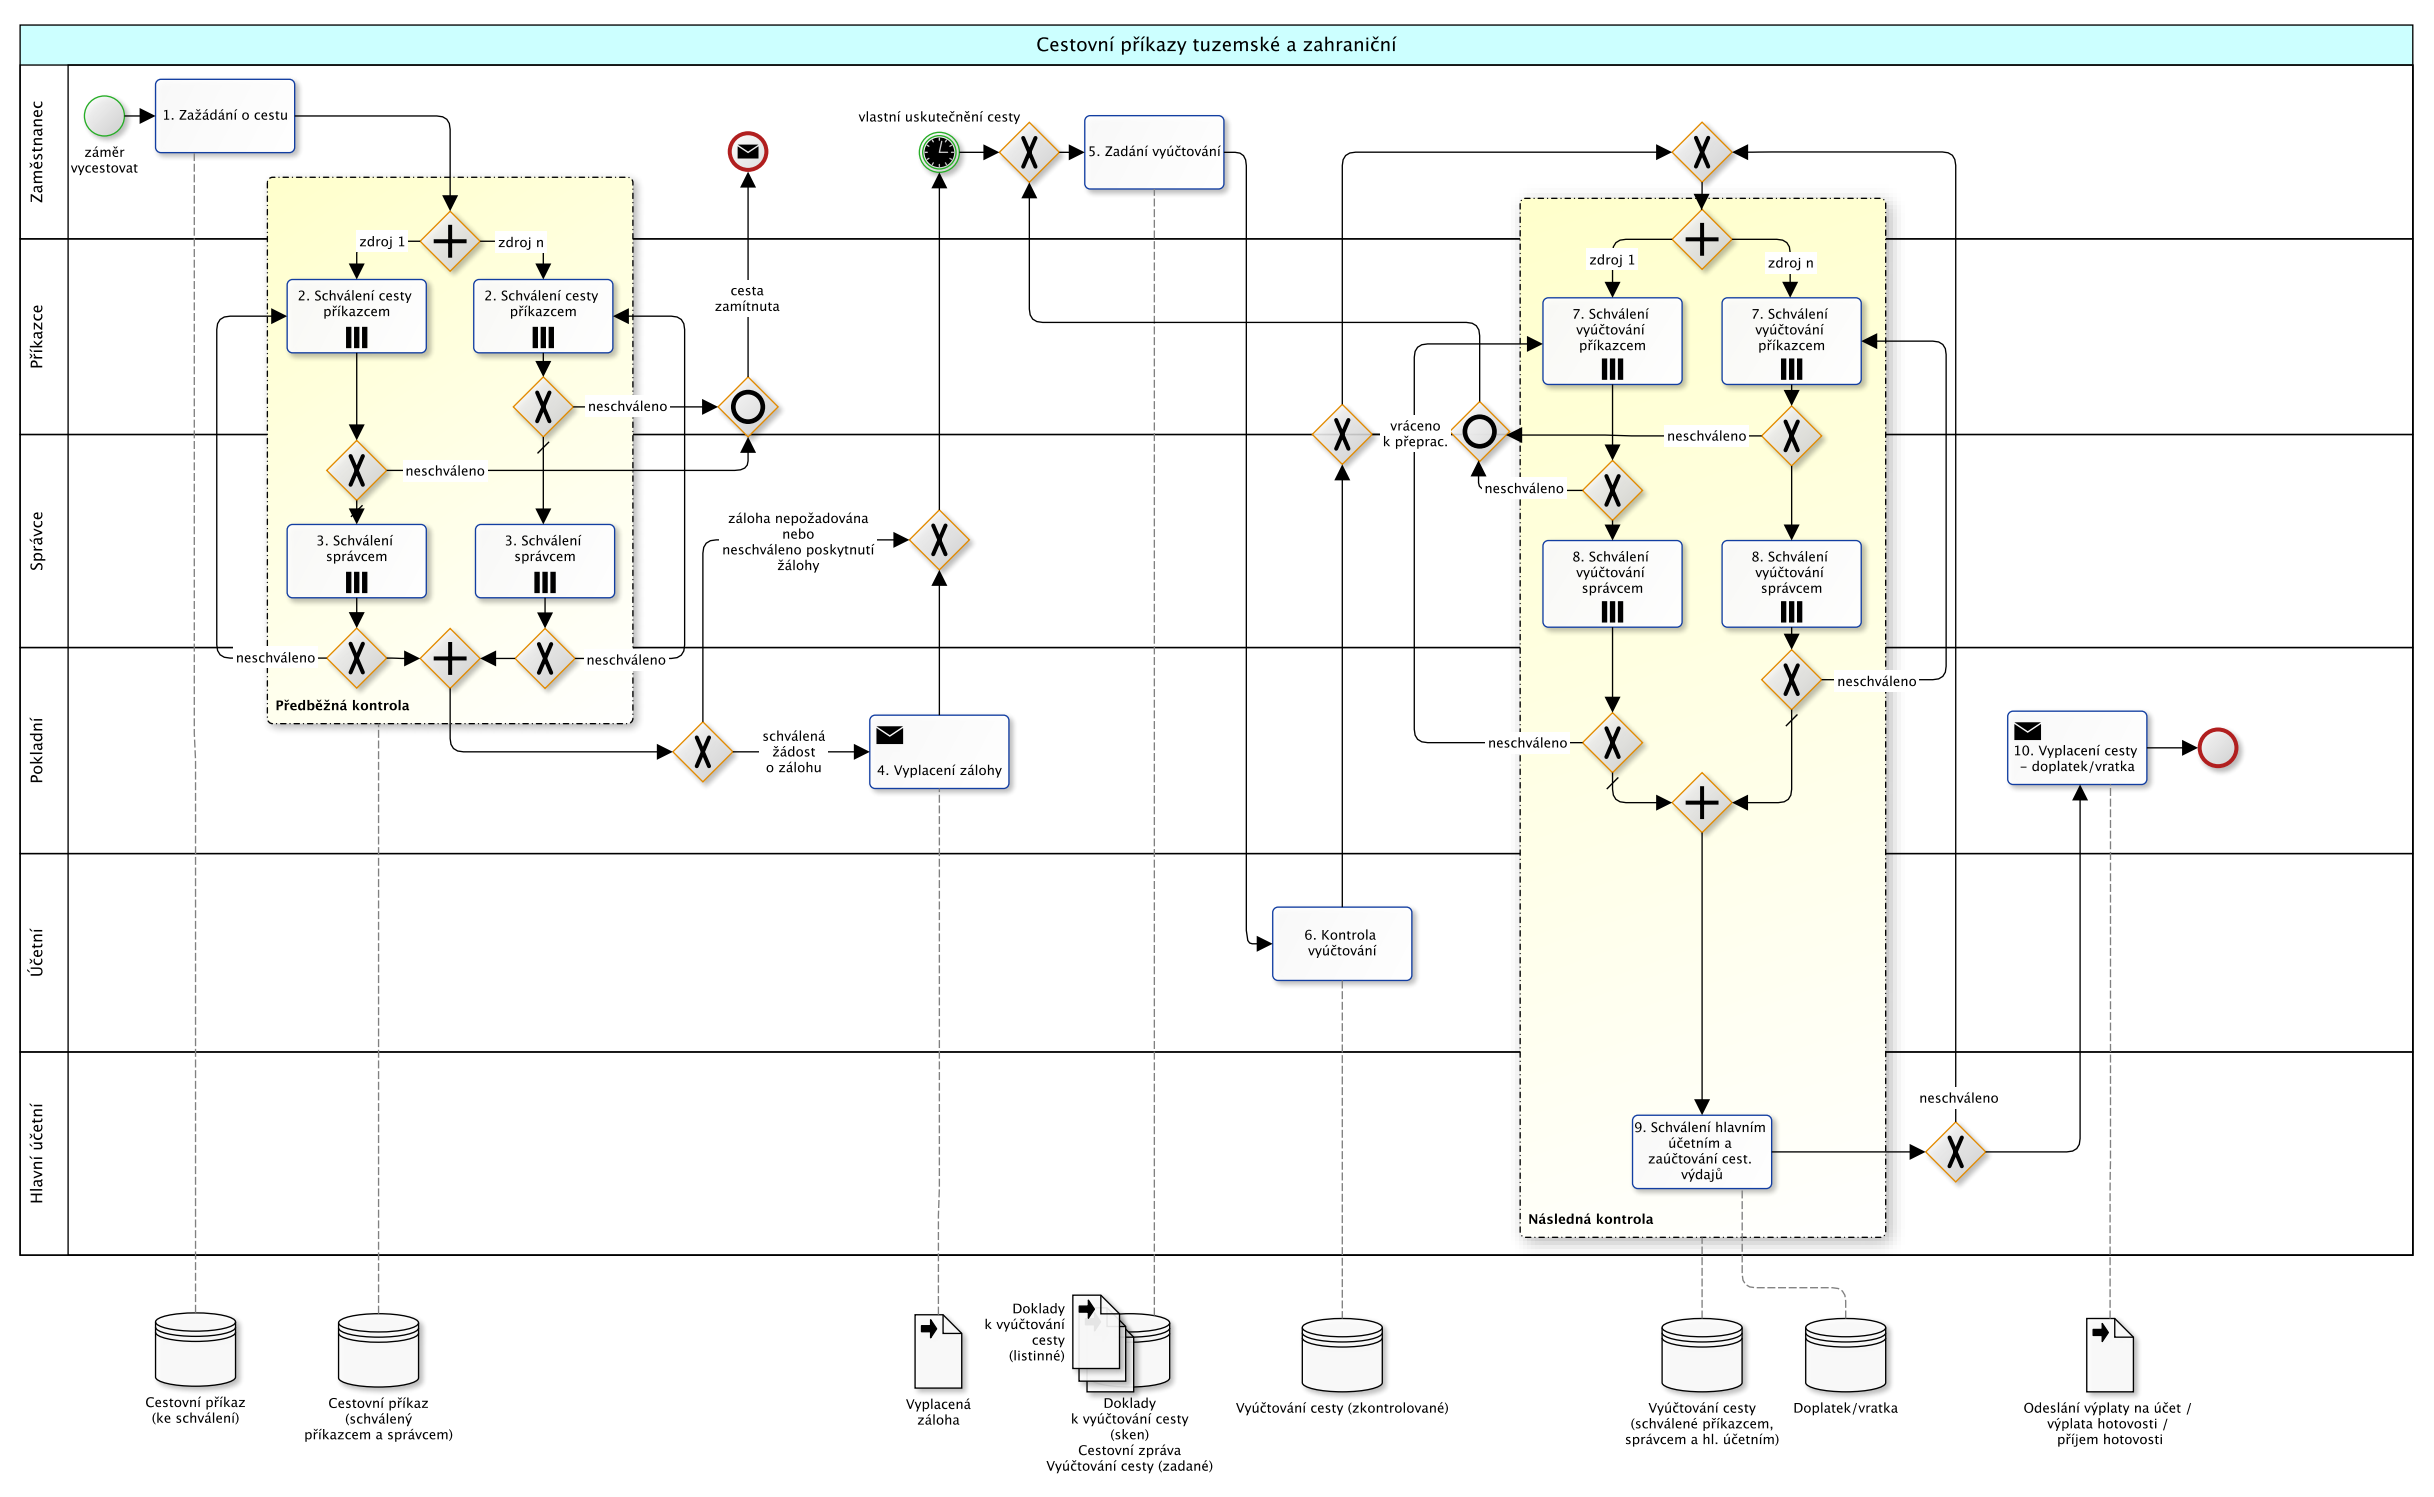 Cestovní příkazy tuzemské a zahraniční
Zaměstnanec
Příkazce
Správce
Pokladní
Účetní
Hlavní účetní
záměr
vycestovat
1. Zažádání o cestu
zdroj 1
zdroj n
2. Schválení cesty
příkazcem
2. Schválení cesty
příkazcem
neschváleno
neschváleno
3. Schválení
správcem
3. Schválení
správcem
neschváleno
neschváleno
Předběžná kontrola
cesta
zamítnuta
záloha nepožadována
nebo
neschváleno poskytnutí
žálohy
schválená
žádost
o zálohu
4. Vyplacení zálohy
vlastní uskutečnění cesty
5. Zadání vyúčtování
6. Kontrola
vyúčtování
vráceno
k přeprac.
zdroj 1
zdroj n
7. Schválení
vyúčtování
příkazcem
7. Schválení
vyúčtování
příkazcem
neschváleno
neschváleno
8. Schválení
vyúčtování
správcem
8. Schválení
vyúčtování
správcem
neschváleno
neschváleno
9. Schválení hlavním
účetním a
zaúčtování cest.
výdajů
Následná kontrola
neschváleno
10. Vyplacení cesty
– doplatek/vratka
Cestovní příkaz
(ke schválení)
Cestovní příkaz
(schválený
příkazcem a správcem)
Vyplacená
záloha
Doklady
k vyúčtování
cesty
(listinné)
Doklady
k vyúčtování cesty
(sken)
Cestovní zpráva
Vyúčtování cesty (zadané)
Vyúčtování cesty (zkontrolované)
Vyúčtování cesty
(schválené příkazcem,
správcem a hl. účetním)
Doplatek/vratka
Odeslání výplaty na účet /
výplata hotovosti /
příjem hotovosti